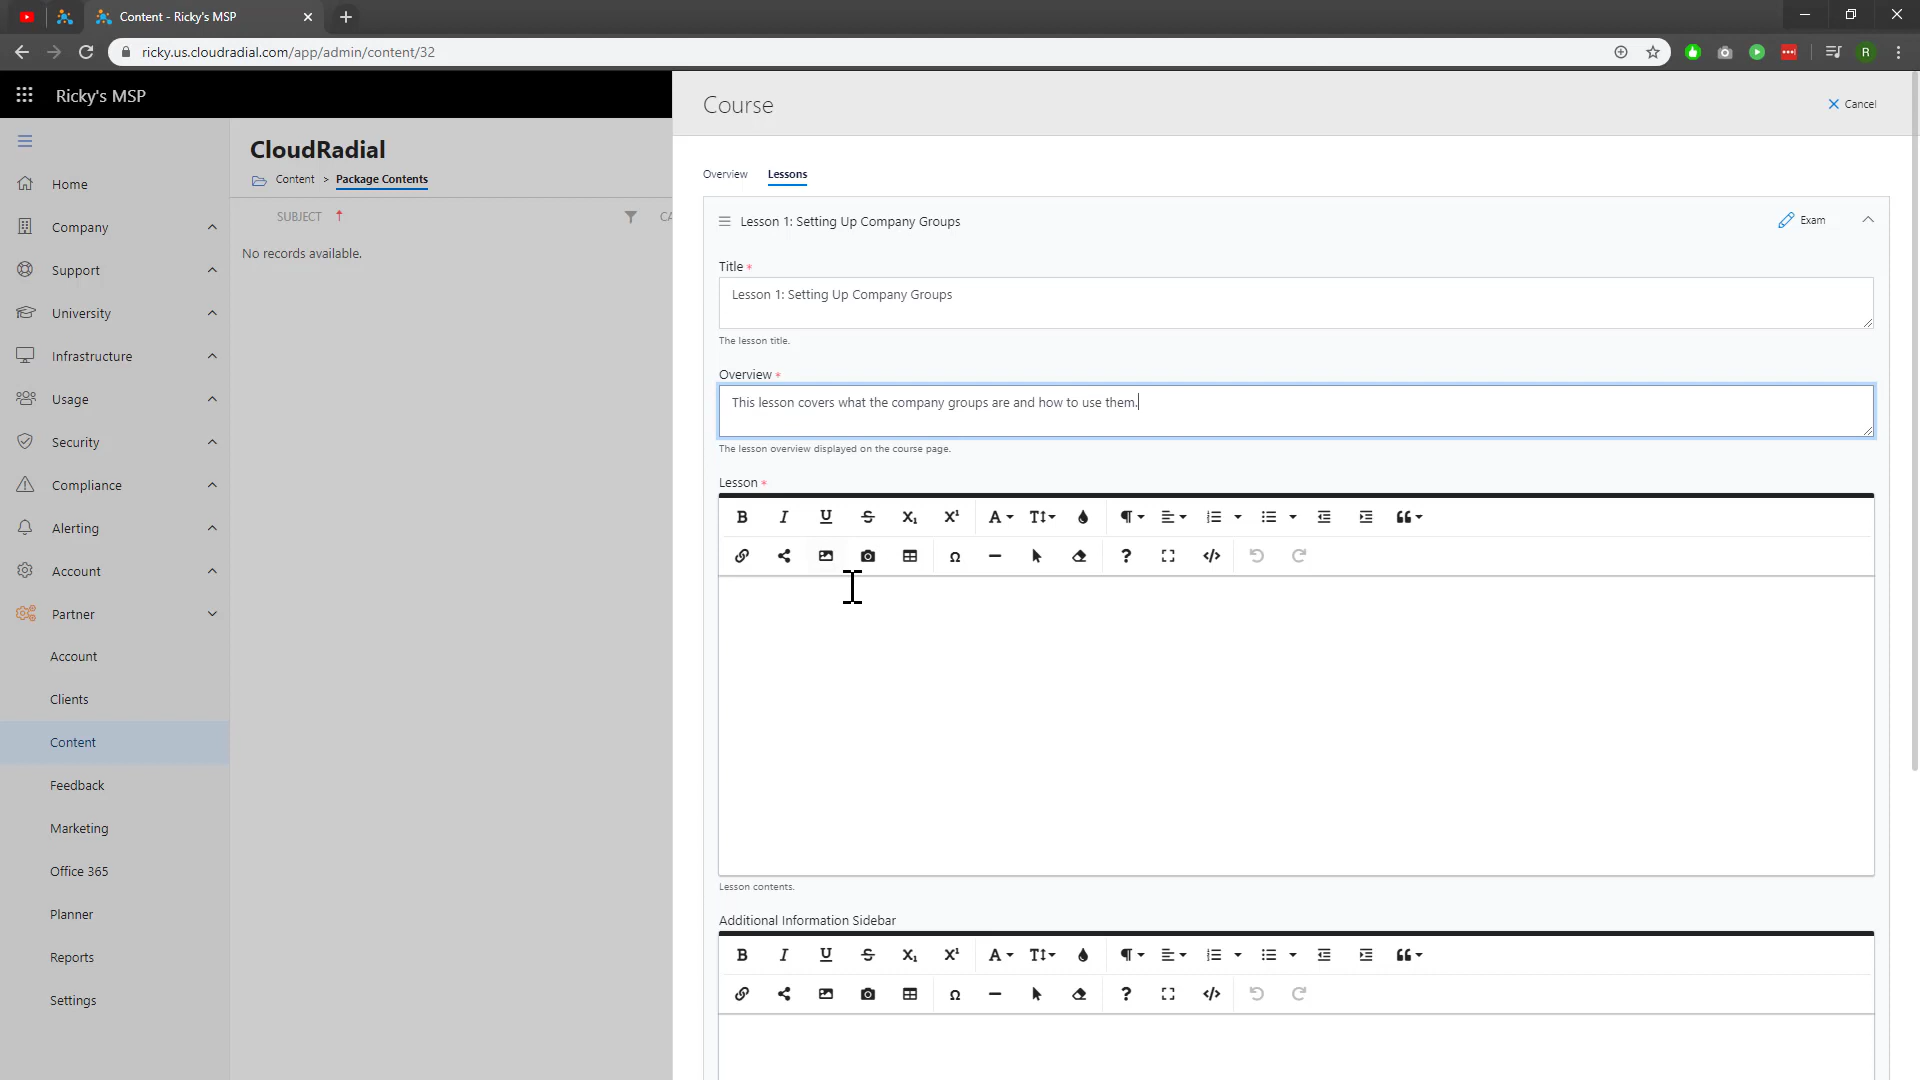 Content - Ricky's MSP
ricky.us.cloudradial.com/app/admin/content/32
R
Ricky's MSP
Home
Company
Support
University
Infrastructure
Usage
Security
Compliance
Alerting
Account
Partner
Account
Clients
Content
Feedback
Marketing
Office 365
Planner
Reports
Settings
CloudRadial
Content > Package Contents
SUBJECT
CA
No records available.
Course
Cancel
Overview
Lessons
Lesson 1: Setting Up Company Groups
Exam
Title *
Lesson 1: Setting Up Company Groups
The lesson title.
Overview *
This lesson covers what the company groups are and how to use them.
The lesson overview displayed on the course page.
Lesson *
Lesson contents.
Additional Information Sidebar